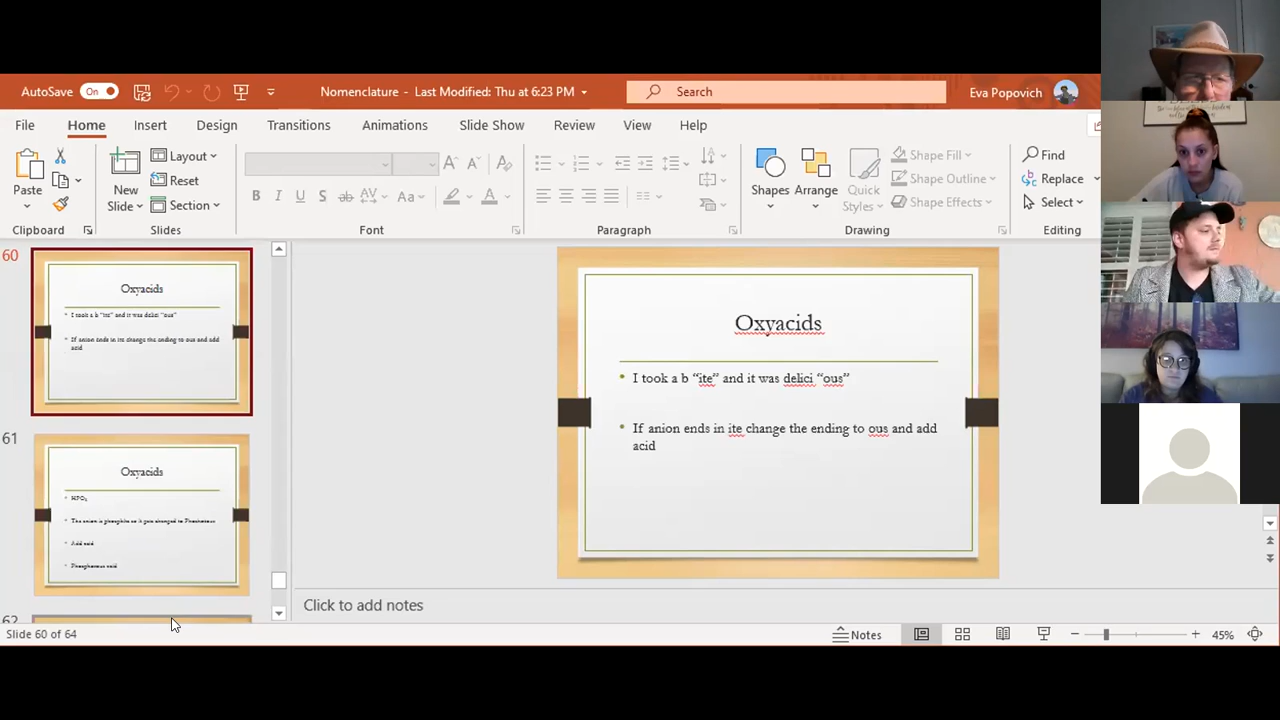 AutoSave On Nomenclature - Last Modified: Thu at 6:23 PM Search Eva Popovich
File Home Insert Design Transitions Animations Slide Show Review View Help
Paste New Slide Layout Reset Section Shapes Arrange Quick Styles Shape Fill Shape Outline Shape Effects Find Replace Select
Clipboard Slides Font Paragraph Drawing Editing
60
Oxyacids
I took a b "ite" and it was delici "ous"
If anion ends in ite change the ending to ous and add
acid
61
Oxyacids
Add acid
Oxyacids
I took a b "ite" and it was delici "ous"
If anion ends in ite change the ending to ous and add
acid
Click to add notes
Slide 60 of 64 Notes 45%